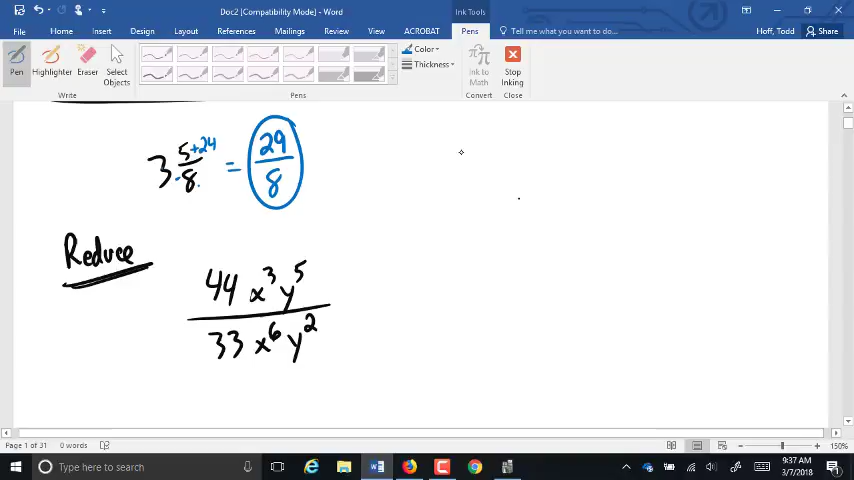 Doc2 [Compatibility Mode] - Word
Ink Tools
Hoff, Todd
Share
File
Home
Insert
Design
Layout
References
Mailings
Review
View
ACROBAT
Pens
Tell me what you want to do...
Pen
Highlighter
Eraser
Select
Objects
Color
Thickness
Ink to
Math
Stop
Inking
Write
Pens
Convert
Close
3 5+24/8 = 29/8
Reduce
44 x³ y⁵
33 x⁶ y²
Page 1 of 31
0 words
150%
Type here to search
9:37 AM
3/7/2018
1